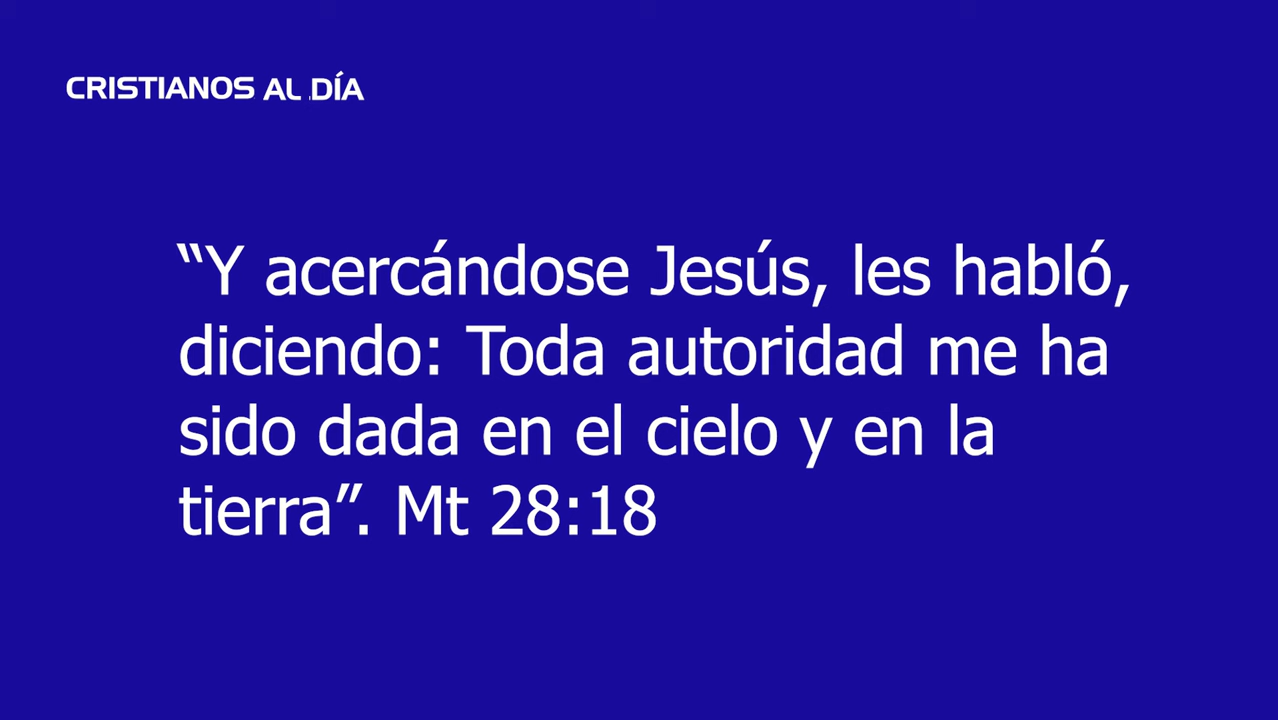 CRISTIANOS AL DÍA
“Y acercándose Jesús, les habló,
diciendo: Toda autoridad me ha
sido dada en el cielo y en la
tierra”. Mt 28:18